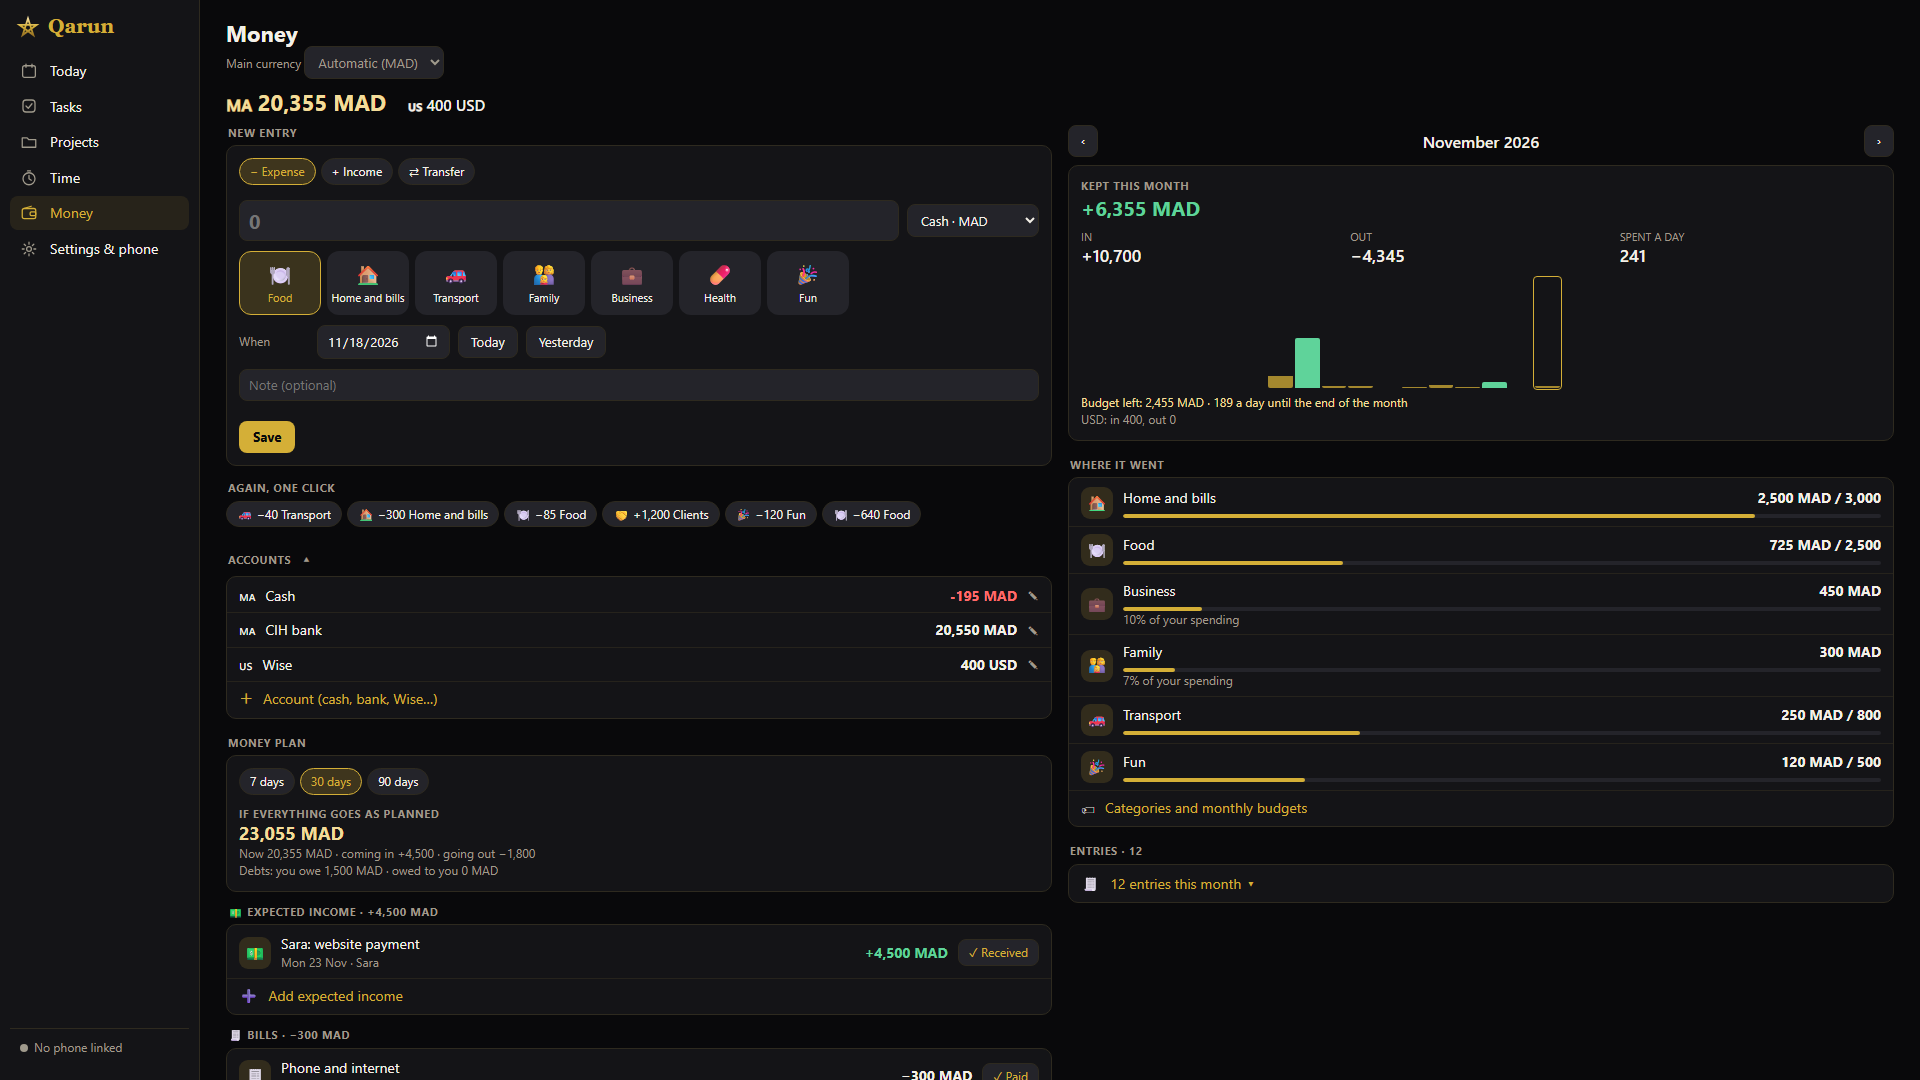 Qarun
Today
Tasks
Projects
Time
Money
Settings & phone
No phone linked
Money
Main currency Automatic (MAD)
MA 20,355 MAD US 400 USD
NEW ENTRY
− Expense + Income ⇄ Transfer
0 Cash · MAD
Food Home and bills Transport Family Business Health Fun
When 11/18/2026 Today Yesterday
Note (optional)
Save
AGAIN, ONE CLICK
−40 Transport −300 Home and bills −85 Food +1,200 Clients −120 Fun −640 Food
ACCOUNTS ▲
MA Cash -195 MAD
MA CIH bank 20,550 MAD
US Wise 400 USD
+ Account (cash, bank, Wise...)
MONEY PLAN
7 days 30 days 90 days
IF EVERYTHING GOES AS PLANNED
23,055 MAD
Now 20,355 MAD · coming in +4,500 · going out −1,800
Debts: you owe 1,500 MAD · owed to you 0 MAD
EXPECTED INCOME · +4,500 MAD
Sara: website payment
Mon 23 Nov · Sara
+4,500 MAD ✓ Received
Add expected income
BILLS · −300 MAD
Phone and internet
−300 MAD ✓ Paid
‹ November 2026 ›
KEPT THIS MONTH
+6,355 MAD
IN OUT SPENT A DAY
+10,700 −4,345 241
Budget left: 2,455 MAD · 189 a day until the end of the month
USD: in 400, out 0
WHERE IT WENT
Home and bills 2,500 MAD / 3,000
Food 725 MAD / 2,500
Business 450 MAD
10% of your spending
Family 300 MAD
7% of your spending
Transport 250 MAD / 800
Fun 120 MAD / 500
Categories and monthly budgets
ENTRIES · 12
12 entries this month ▾